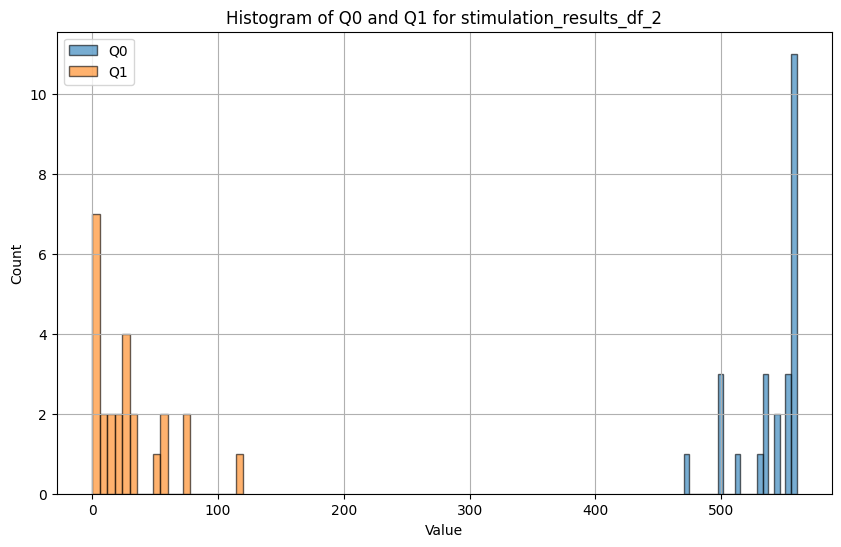 Histogram of Q0 and Q1 for stimulation_results_df_2
Q0
Q1
Count
10
8
6
4
2
0
0 100 200 300 400 500
Value